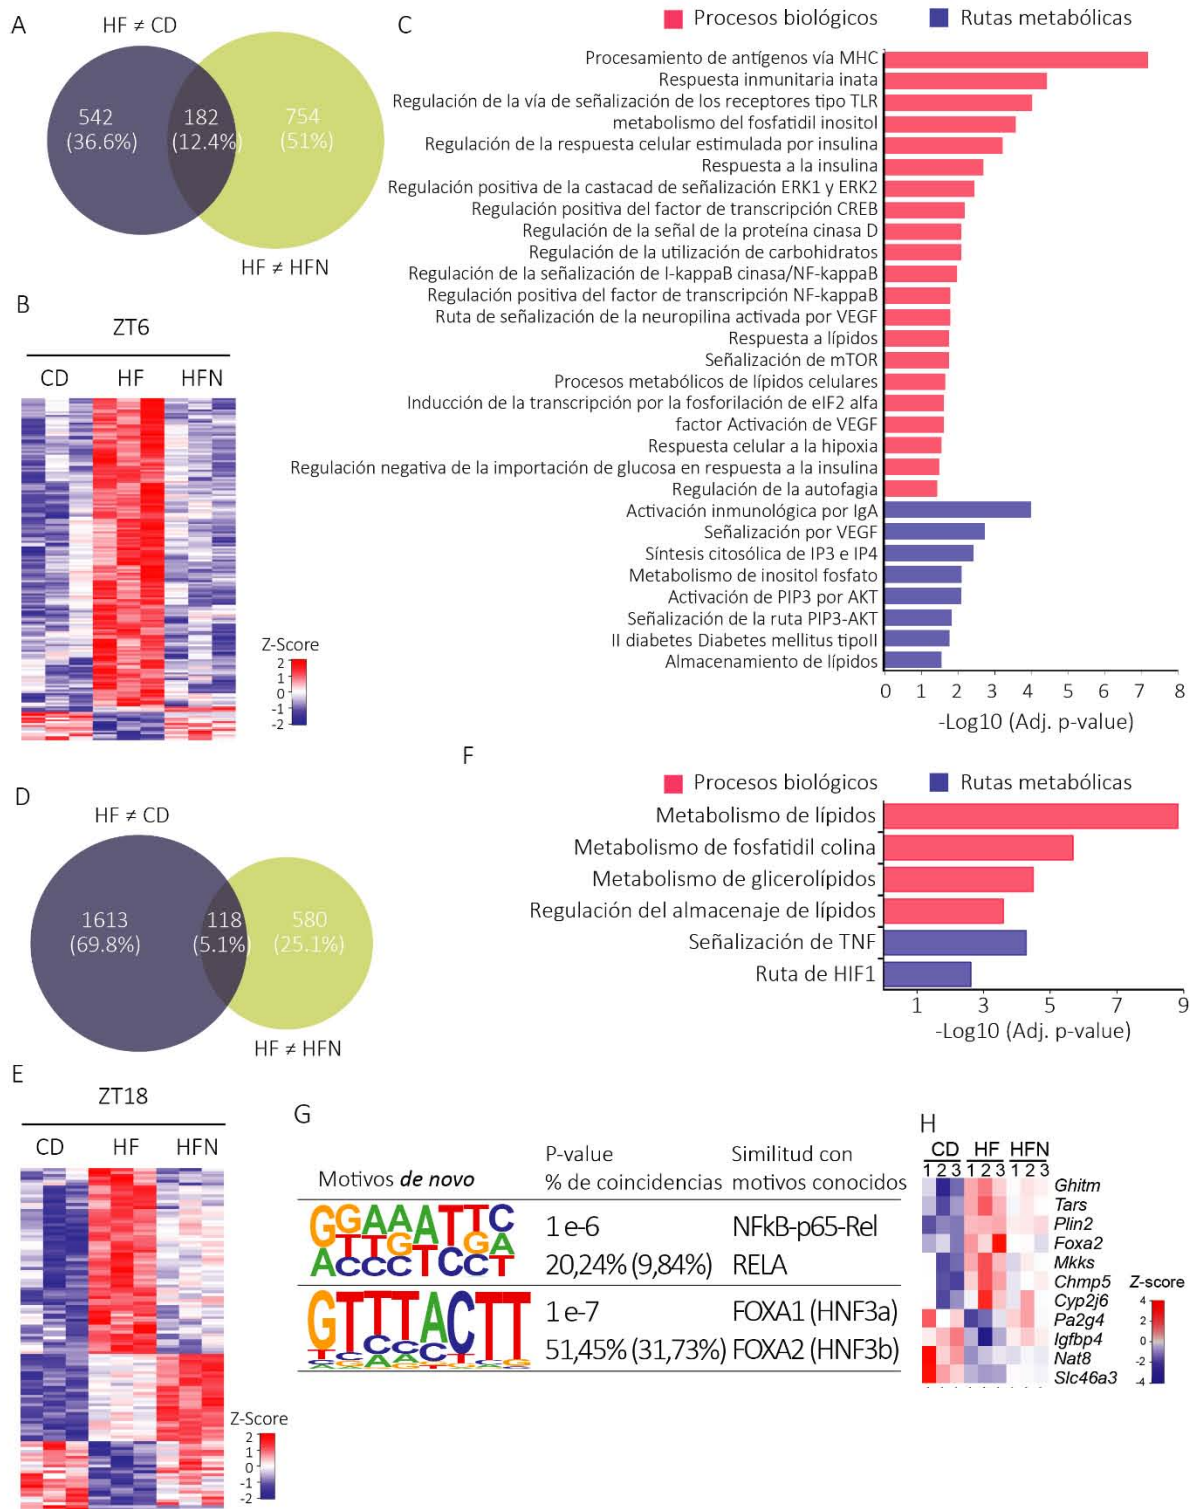 A
HF ≠ CD
542
(36.6%)
182
(12.4%)
754
(51%)
HF ≠ HFN
B
ZT6
CD HF HFN
Z-Score
2
1
0
-1
-2
C
Procesos biológicos Rutas metabólicas
Procesamiento de antígenos vía MHC
Respuesta inmunitaria inata
Regulación de la vía de señalización de los receptores tipo TLR
metabolismo del fosfatidil inositol
Regulación de la respuesta celular estimulada por insulina
Respuesta a la insulina
Regulación positiva de la castacad de señalización ERK1 y ERK2
Regulación positiva del factor de transcripción CREB
Regulación de la señal de la proteína cinasa D
Regulación de la utilización de carbohidratos
Regulación de la señalización de I-kappaB cinasa/NF-kappaB
Regulación positiva del factor de transcripción NF-kappaB
Ruta de señalización de la neuropilina activada por VEGF
Respuesta a lípidos
Señalización de mTOR
Procesos metabólicos de lípidos celulares
Inducción de la transcripción por la fosforilación de eIF2 alfa
factor Activación de VEGF
Respuesta celular a la hipoxia
Regulación negativa de la importación de glucosa en respuesta a la insulina
Regulación de la autofagia
Activación inmunológica por IgA
Señalización por VEGF
Síntesis citosólica de IP3 e IP4
Metabolismo de inositol fosfato
Activación de PIP3 por AKT
Señalización de la ruta PIP3-AKT
II diabetes Diabetes mellitus tipoII
Almacenamiento de lípidos
0 1 2 3 4 5 6 7 8
-Log10 (Adj. p-value)
D
HF ≠ CD
1613
(69.8%)
118
(5.1%)
580
(25.1%)
HF ≠ HFN
E
ZT18
CD HF HFN
Z-Score
2
1
0
-1
-2
F
Procesos biológicos Rutas metabólicas
Metabolismo de lípidos
Metabolismo de fosfatidil colina
Metabolismo de glicerolípidos
Regulación del almacenaje de lípidos
Señalización de TNF
Ruta de HIF1
1 3 5 7 9
-Log10 (Adj. p-value)
G
Motivos de novo
P-value
% de coincidencias
Similitud con
motivos conocidos
GGAAATTC
ATTGTCGA
ACCCTCCT
1 e-6
20,24% (9,84%)
NFkB-p65-Rel
RELA
GTTTACTT
1 e-7
51,45% (31,73%)
FOXA1 (HNF3a)
FOXA2 (HNF3b)
H
CD HF HFN
1 2 3 1 2 3 1 2 3
Ghitm
Tars
Plin2
Foxa2
Mkks
Chmp5
Cyp2j6
Pa2g4
Igfbp4
Nat8
Slc46a3
Z-score
4
2
0
-2
-4